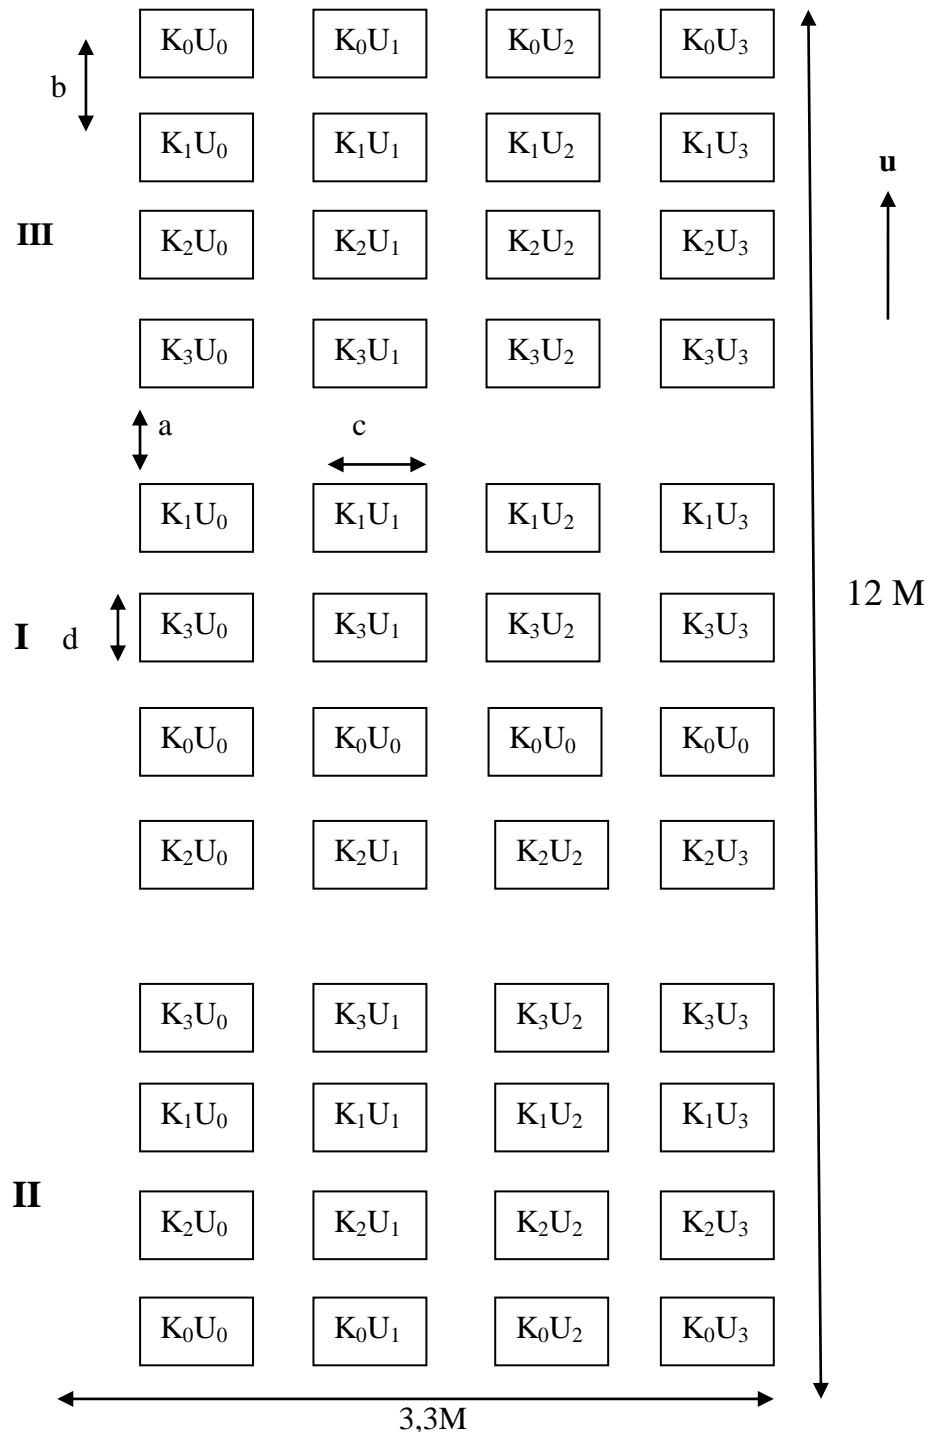 K₀U₀ K₀U₁ K₀U₂ K₀U₃
b
K₁U₀ K₁U₁ K₁U₂ K₁U₃
u
III
K₂U₀ K₂U₁ K₂U₂ K₂U₃
K₃U₀ K₃U₁ K₃U₂ K₃U₃
a c
K₁U₀ K₁U₁ K₁U₂ K₁U₃
12 M
I d K₃U₀ K₃U₁ K₃U₂ K₃U₃
K₀U₀ K₀U₀ K₀U₀ K₀U₀
K₂U₀ K₂U₁ K₂U₂ K₂U₃
K₃U₀ K₃U₁ K₃U₂ K₃U₃
K₁U₀ K₁U₁ K₁U₂ K₁U₃
II
K₂U₀ K₂U₁ K₂U₂ K₂U₃
K₀U₀ K₀U₁ K₀U₂ K₀U₃
3,3M